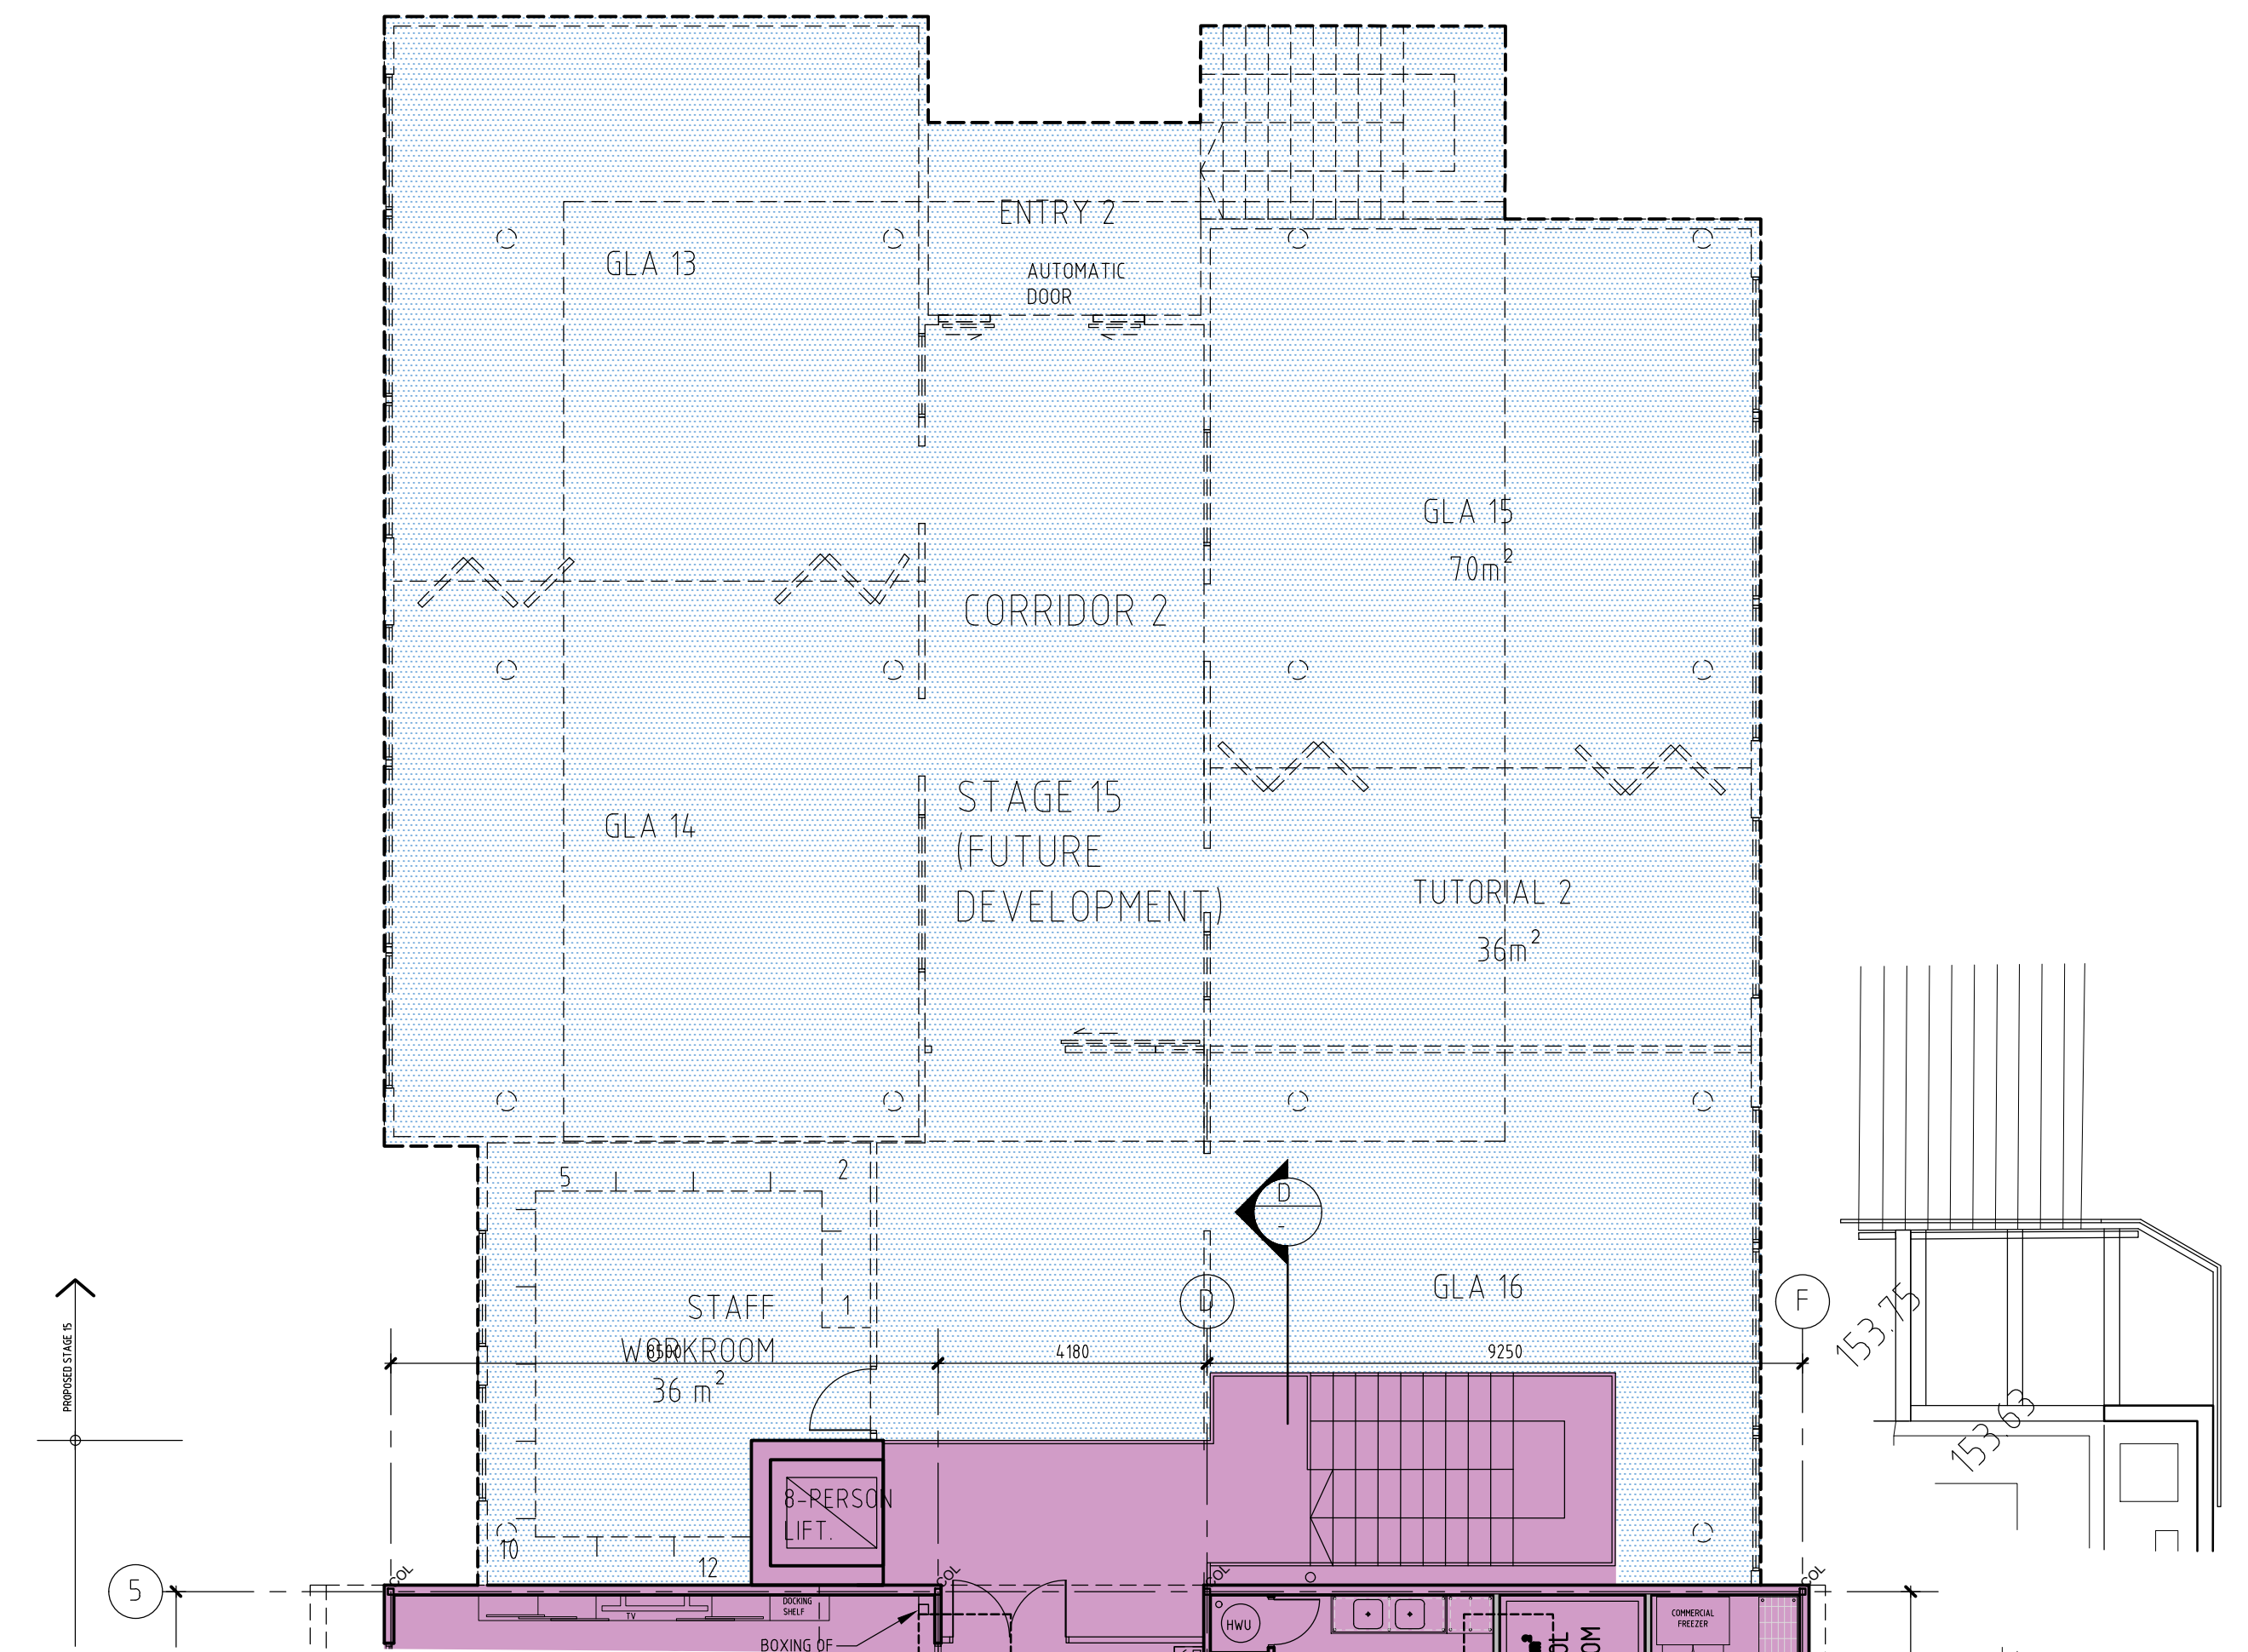 ENTRY 2
GLA 13
AUTOMATIC
DOOR
GLA 15
70m²
CORRIDOR 2
STAGE 15
(FUTURE
DEVELOPMENT)
GLA 14
TUTORIAL 2
36m²
5
2
D
-
1
STAFF
WORKROOM
36 m²
GLA 16
D
F
8500
4180
9250
PROPOSED STAGE 15
153.75
153.63
8-PERSON
LIFT.
10
12
5
COL
COL
COL
COL
DOCKING
SHELF
TV
BOXING OF
HWU
COMMERCIAL
FREEZER